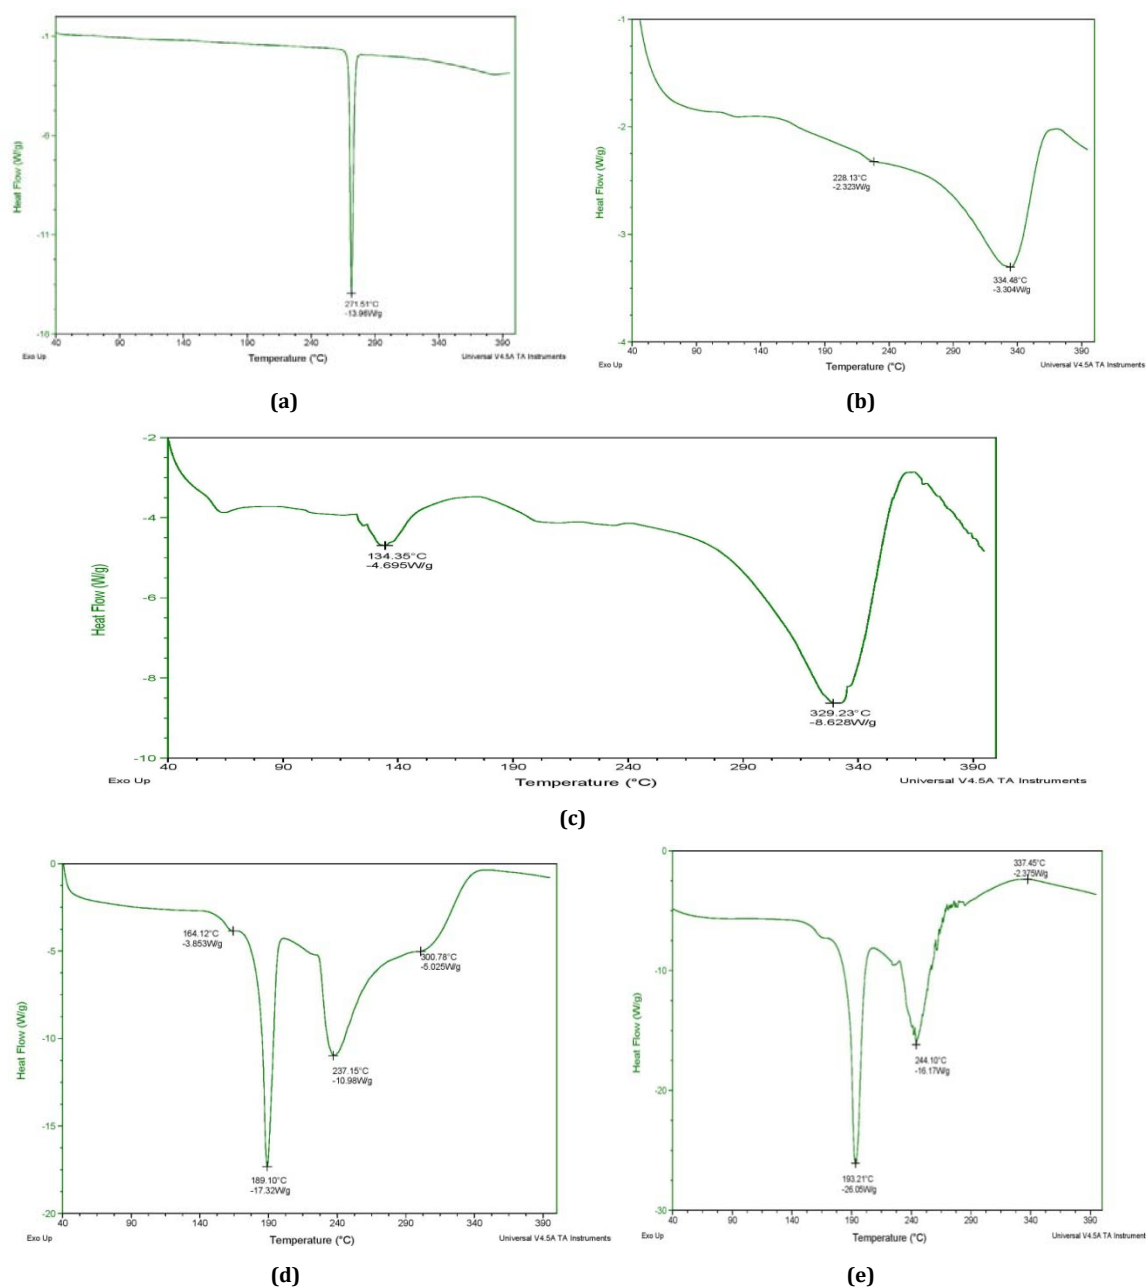 -1
-6
-11
-16
Heat Flow (W/g)
271.51°C
-13.96W/g
40 90 140 190 240 290 340 390
Exo Up
Temperature (°C)
Universal V4.5A TA Instruments
(a)
-1
-2
-3
-4
Heat Flow (W/g)
228.13°C
-2.323W/g
334.48°C
-3.304W/g
40 90 140 190 240 290 340 390
Exo Up
Temperature (°C)
Universal V4.5A TA Instruments
(b)
-2
-4
-6
-8
-10
Heat Flow (W/g)
134.35°C
-4.695W/g
329.23°C
-8.628W/g
40 90 140 190 240 290 340 390
Exo Up
Temperature (°C)
Universal V4.5A TA Instruments
(c)
0
-5
-10
-15
-20
Heat Flow (W/g)
164.12°C
-3.853W/g
300.78°C
-5.025W/g
237.15°C
-10.98W/g
189.10°C
-17.32W/g
40 90 140 190 240 290 340 390
Exo Up
Temperature (°C)
Universal V4.5A TA Instruments
(d)
0
-10
-20
-30
Heat Flow (W/g)
337.45°C
-2.375W/g
244.10°C
-16.17W/g
193.21°C
-26.05W/g
40 90 140 190 240 290 340 390
Exo Up
Temperature (°C)
Universal V4.5A TA Instruments
(e)